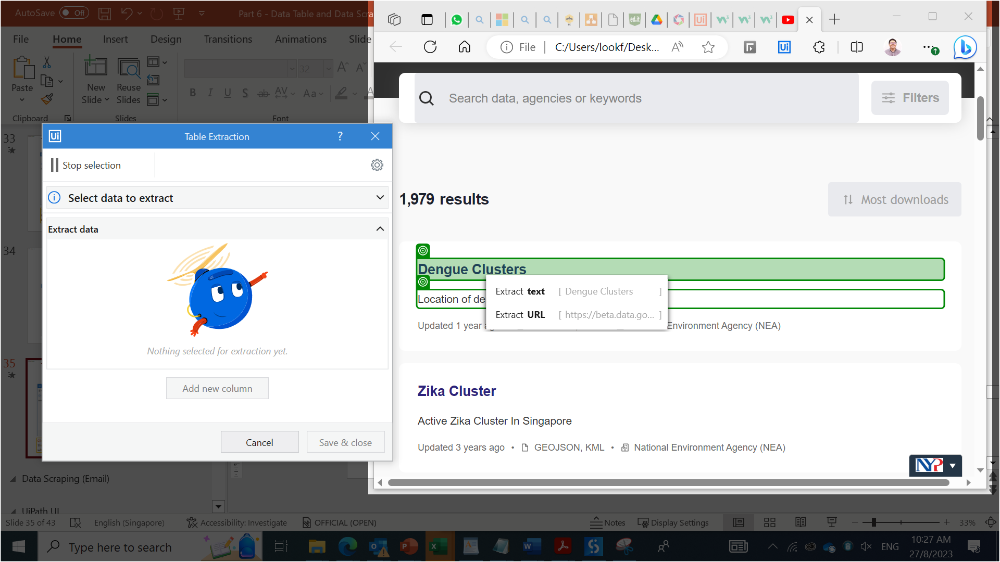 AutoSave Off
Part 6 - Data Table and Data Scra
File Home Insert Design Transitions Animations Slide
Paste
New Slide
Reuse Slides
32
B I U S ab AV Aa A
Clipboard Slides Font
33
34
35
Ui Table Extraction ?
Stop selection
Select data to extract
Extract data
Nothing selected for extraction yet.
Add new column
Cancel Save & close
Data Scraping (Email)
UiPath UI
File C:/Users/lookf/Desk...
Search data, agencies or keywords
Filters
1,979 results
Most downloads
Dengue Clusters
Extract text [ Dengue Clusters ]
Location of de
Extract URL [ https://beta.data.go... ]
Updated 1 year Environment Agency (NEA)
Zika Cluster
Active Zika Cluster In Singapore
Updated 3 years ago • GEOJSON, KML • National Environment Agency (NEA)
NYP
Slide 35 of 43 English (Singapore) Accessibility: Investigate OFFICIAL (OPEN) Notes Display Settings 33%
Type here to search
ENG
10:27 AM
27/8/2023